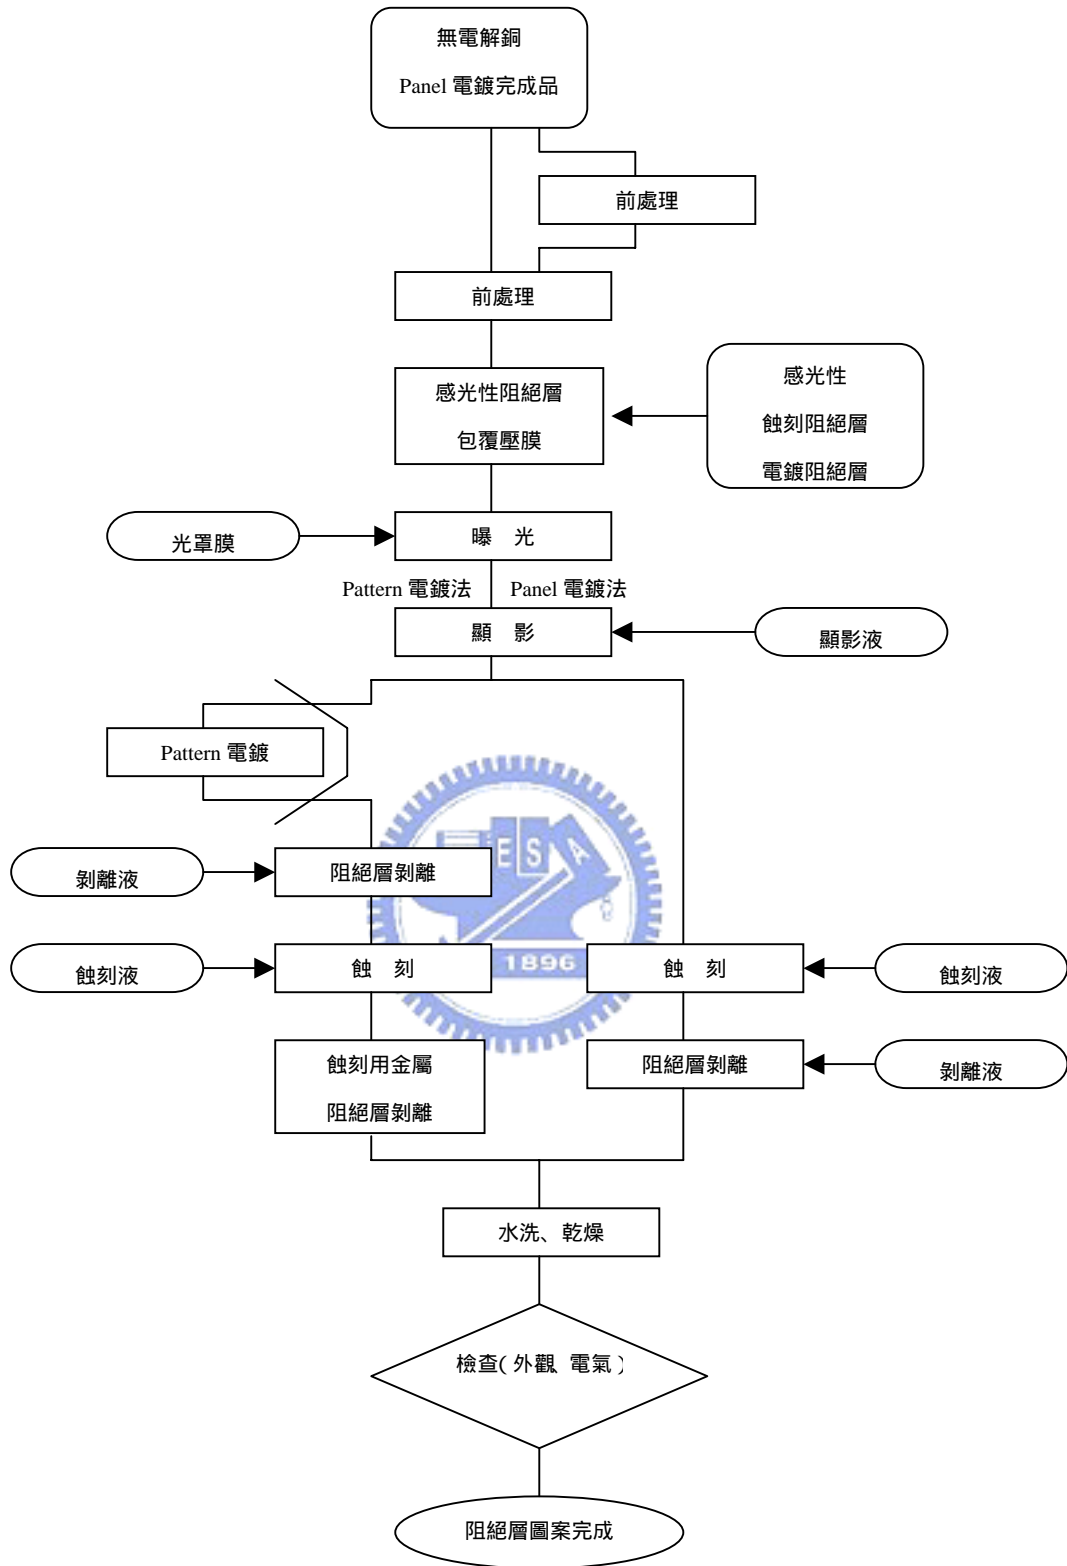 無電解銅
Panel 電鍍完成品
前處理
前處理
感光性阻絕層
包覆壓膜
感光性
蝕刻阻絕層
電鍍阻絕層
光罩膜
曝 光
Pattern 電鍍法 Panel 電鍍法
顯 影
顯影液
Pattern 電鍍
剝離液
阻絕層剝離
ESA
蝕刻液
蝕 刻
1896
蝕 刻
蝕刻液
蝕刻用金屬
阻絕層剝離
阻絕層剝離
剝離液
水洗、乾燥
檢查(外觀、電氣)
阻絕層圖案完成